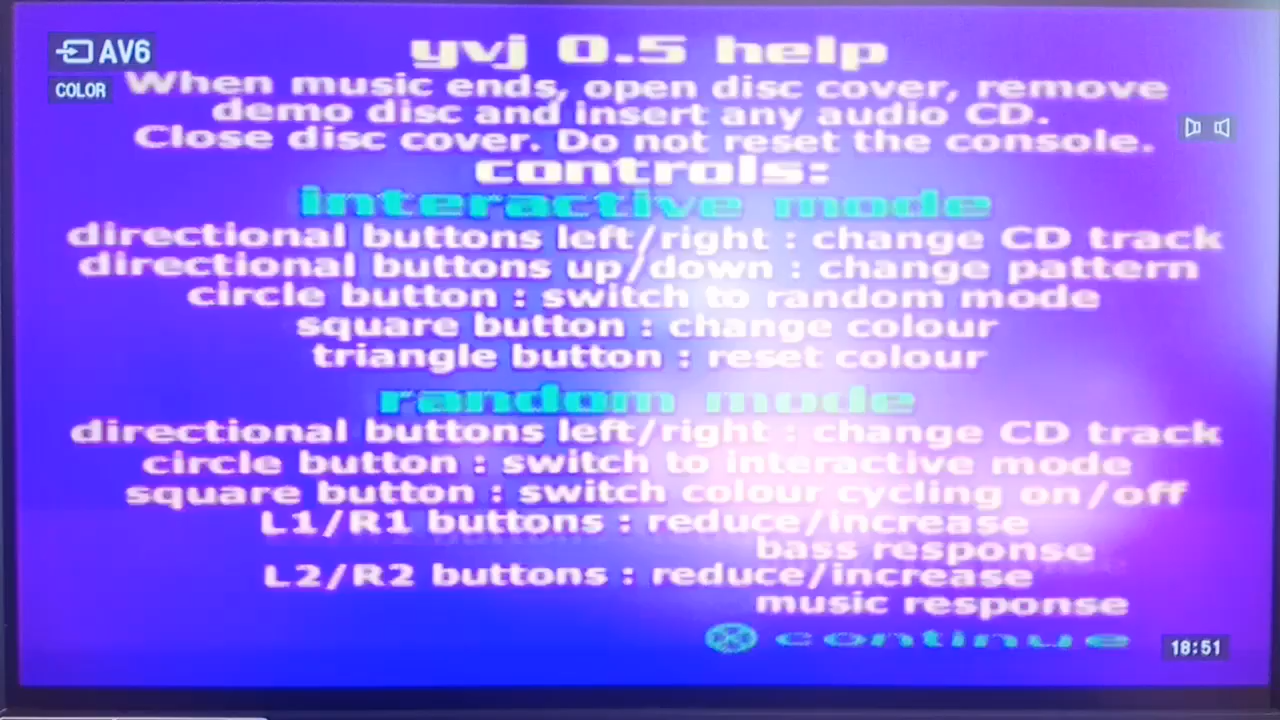 AV6
COLOR
yvj 0.5 help
When music ends, open disc cover, remove
demo disc and insert any audio CD.
Close disc cover. Do not reset the console.
controls:
interactive mode
directional buttons left/right : change CD track
directional buttons up/down : change pattern
circle button : switch to random mode
square button : change colour
triangle button : reset colour
random mode
directional buttons left/right : change CD track
circle button : switch to interactive mode
square button : switch colour cycling on/off
L1/R1 buttons : reduce/increase
bass response
L2/R2 buttons : reduce/increase
music response
continue
18:51